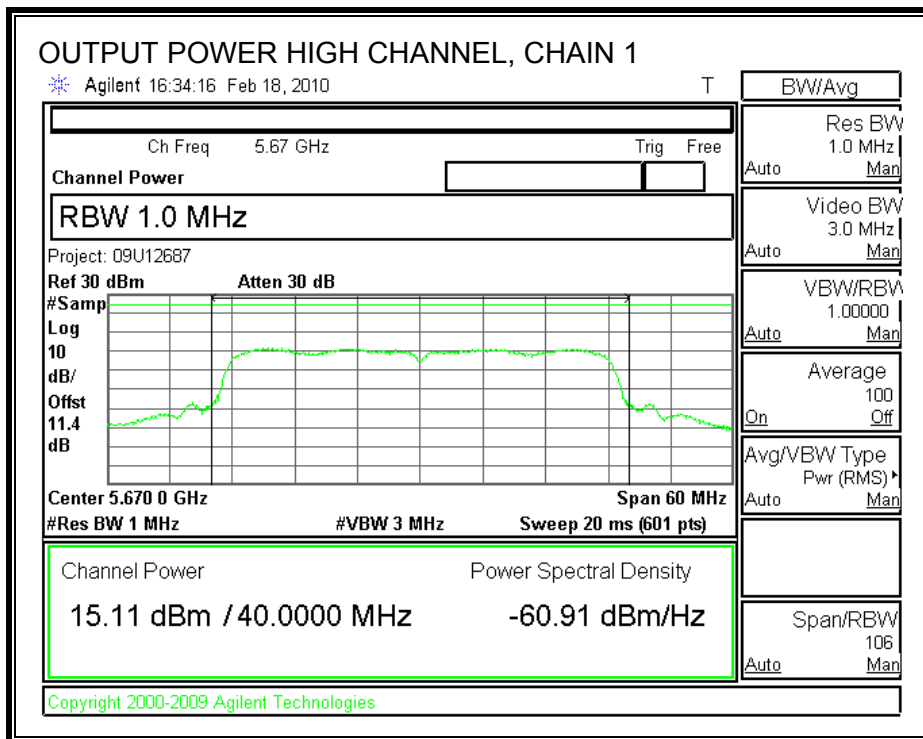 OUTPUT POWER HIGH CHANNEL, CHAIN 1
Agilent 16:34:16 Feb 18, 2010 T
Ch Freq 5.67 GHz Trig Free
Channel Power
RBW 1.0 MHz
Project: 09U12687
Ref 30 dBm Atten 30 dB
#Samp
Log
10
dB/
Offst
11.4
dB
Center 5.670 0 GHz Span 60 MHz
#Res BW 1 MHz #VBW 3 MHz Sweep 20 ms (601 pts)
Channel Power Power Spectral Density
15.11 dBm / 40.0000 MHz -60.91 dBm/Hz
Copyright 2000-2009 Agilent Technologies
BW/Avg
Res BW
1.0 MHz
Auto Man
Video BW
3.0 MHz
Auto Man
VBW/RBW
1.00000
Auto Man
Average
100
On Off
Avg/VBW Type
Pwr (RMS)
Auto Man
Span/RBW
106
Auto Man